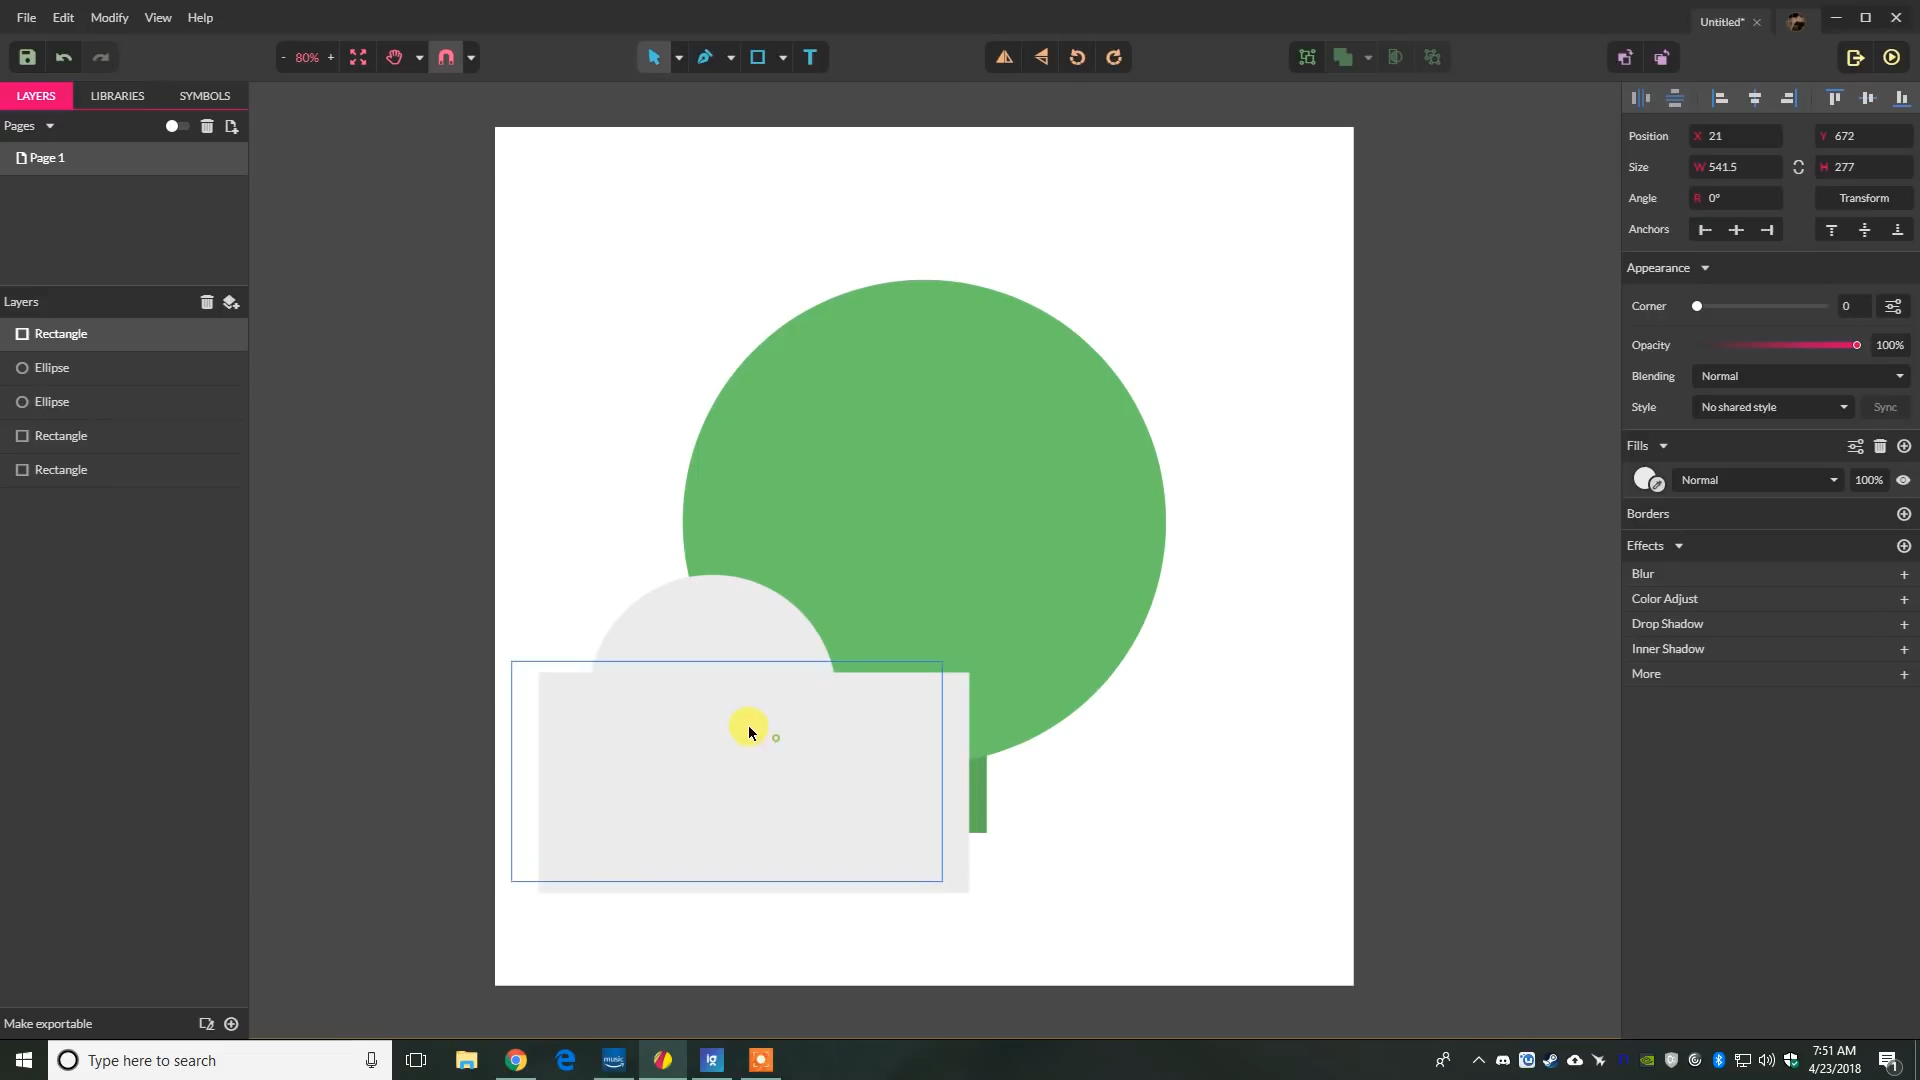 File Edit Modify View Help
Untitled*
- 80% +
T
LAYERS LIBRARIES SYMBOLS
Pages
Page 1
Layers
Rectangle
Ellipse
Ellipse
Rectangle
Rectangle
Make exportable
Position X 21 Y 672
Size W 541.5 H 277
Angle R 0° Transform
Anchors
Appearance
Corner 0
Opacity 100%
Blending Normal
Style No shared style Sync
Fills
Normal 100%
Borders
Effects
Blur +
Color Adjust +
Drop Shadow +
Inner Shadow +
More +
Type here to search
music
ig
7:51 AM
4/23/2018
1